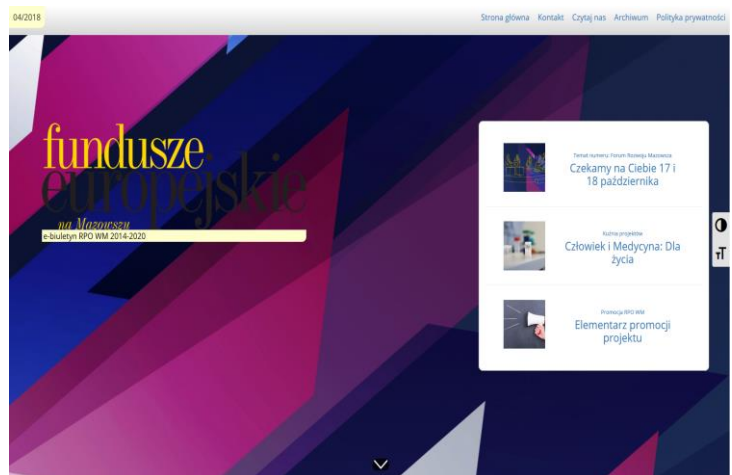 04/2018
Strona główna Kontakt Czytaj nas Archiwum Polityka prywatności
fundusze
europejskie
na Mazowszu
e-biuletyn RPO WM 2014-2020
Temat numeru: Forum Rozwoju Mazowsza
Czekamy na Ciebie 17 i
18 października
Kuźnia projektów
Człowiek i Medycyna: Dla
życia
Promocja RPO WM
Elementarz promocji
projektu
TT